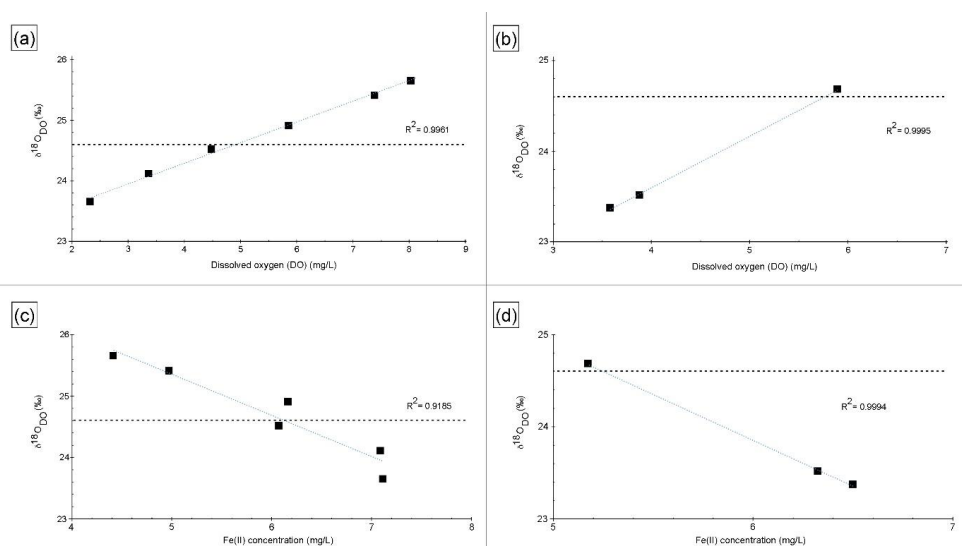 (a)
26
25
24
23
δ18ODO(‰)
R2= 0.9961
2 3 4 5 6 7 8 9
Dissolved oxygen (DO) (mg/L)
(b)
25
24
23
δ18ODO(‰)
R2= 0.9995
3 4 5 6 7
Dissolved oxygen (DO) (mg/L)
(c)
26
25
24
23
δ18ODO(‰)
R2= 0.9185
4 5 6 7 8
Fe(II) concentration (mg/L)
(d)
25
24
23
δ18ODO(‰)
R2= 0.9994
5 6 7
Fe(II) concentration (mg/L)